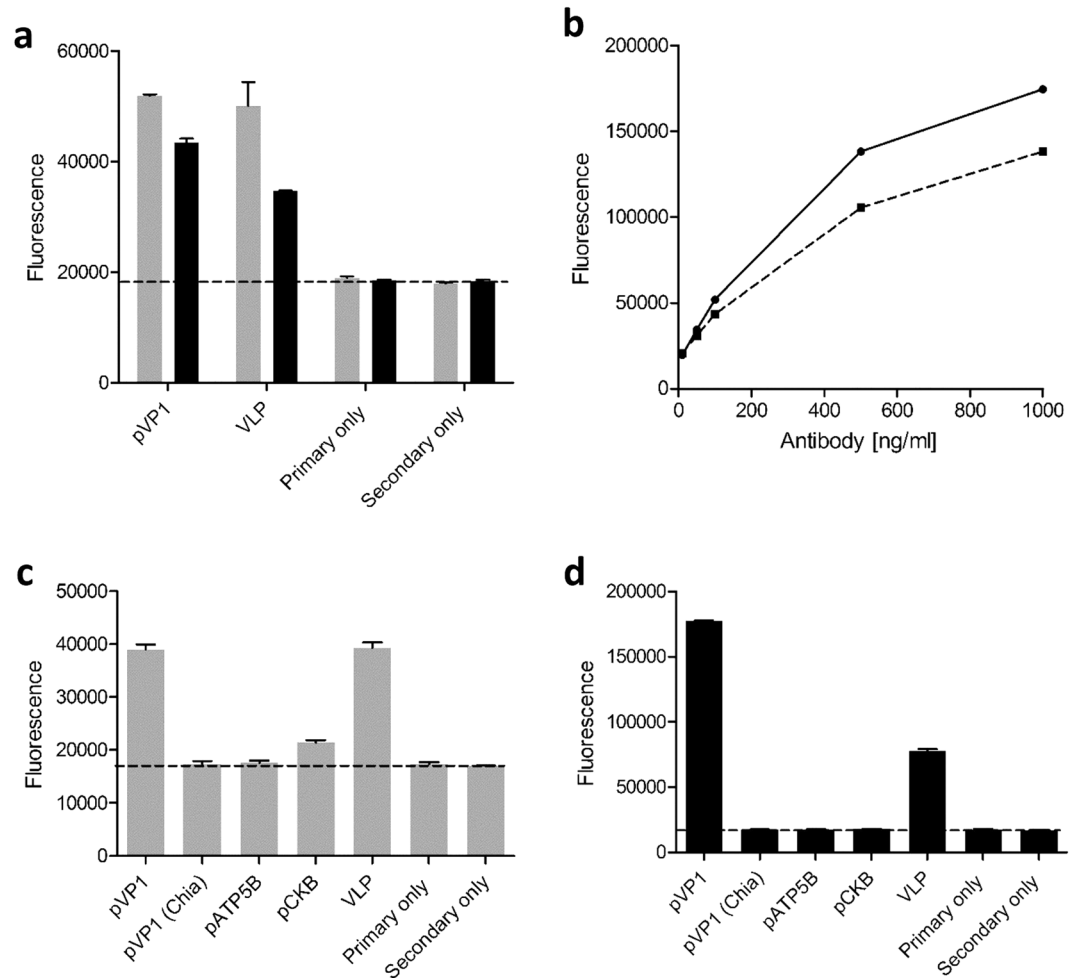 a
60000
40000
20000
0
Fluorescence
pVP1
VLP
Primary only
Secondary only
b
200000
150000
100000
50000
0
Fluorescence
0 200 400 600 800 1000
Antibody [ng/ml]
c
50000
40000
30000
20000
10000
0
Fluorescence
pVP1
pVP1 (Chia)
pATP5B
pCKB
VLP
Primary only
Secondary only
d
200000
150000
100000
50000
0
Fluorescence
pVP1
pVP1 (Chia)
pATP5B
pCKB
VLP
Primary only
Secondary only